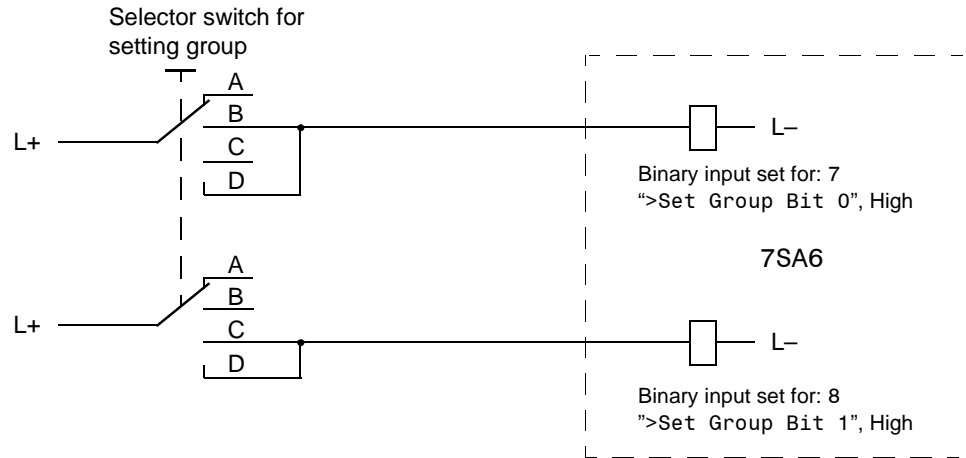 Selector switch for
setting group
A
B
L+
L–
C
D
Binary input set for: 7
“>Set Group Bit 0”, High
7SA6
A
B
L+
C
L–
D
Binary input set for: 8
”>Set Group Bit 1”, High